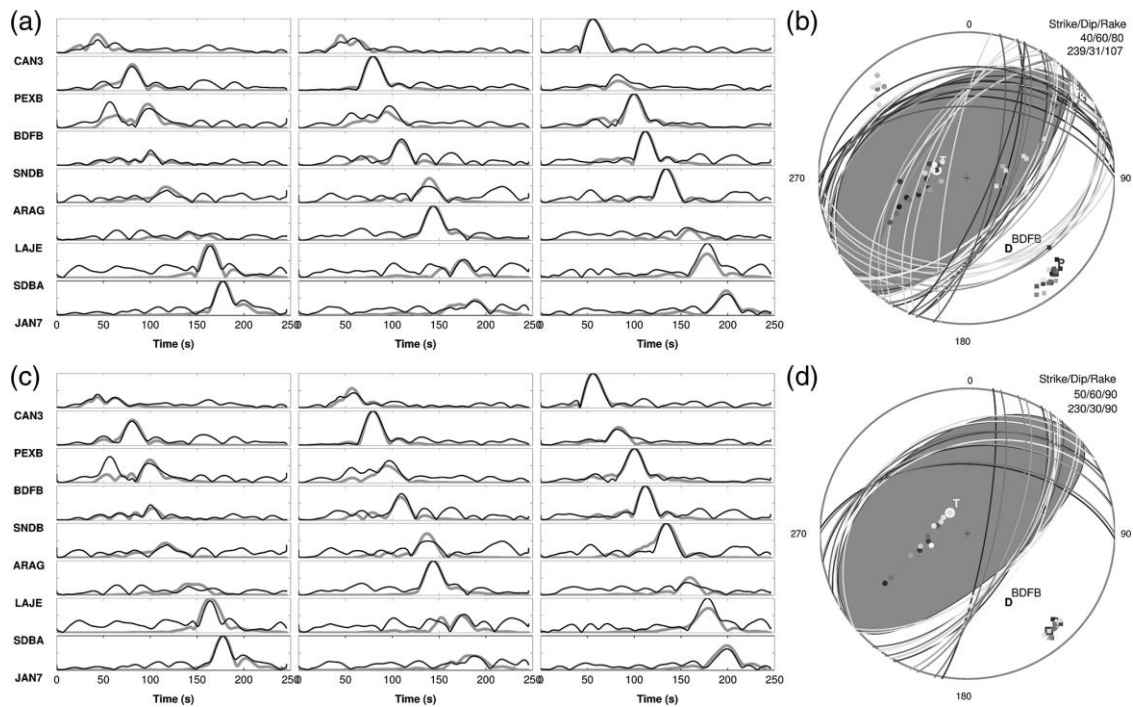 (a)
CAN3
PEXB
BDFB
SNDB
ARAG
LAJE
SDBA
JAN7
0 50 100 150 200 250 50 100 150 200 250 50 100 150 200 250
Time (s) Time (s) Time (s)
(b)
0
Strike/Dip/Rake
40/60/80
239/31/107
270
90
T
BDFB
D
P
180
(c)
CAN3
PEXB
BDFB
SNDB
ARAG
LAJE
SDBA
JAN7
0 50 100 150 200 250 50 100 150 200 250 50 100 150 200 250
Time (s) Time (s) Time (s)
(d)
0
Strike/Dip/Rake
50/60/90
230/30/90
270
90
T
BDFB
D
180